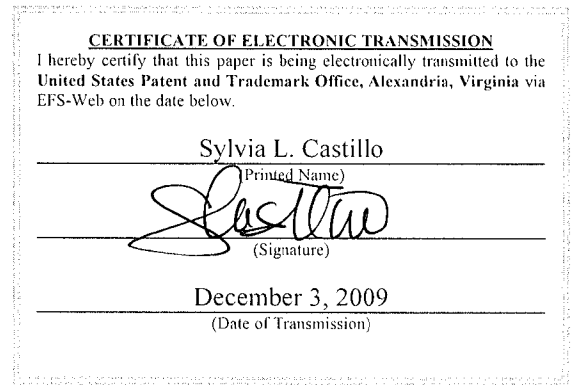 CERTIFICATE OF ELECTRONIC TRANSMISSION
I hereby certify that this paper is being electronically transmitted to the
United States Patent and Trademark Office, Alexandria, Virginia via
EFS-Web on the date below.
Sylvia L. Castillo
(Printed Name)
(Signature)
December 3, 2009
(Date of Transmission)